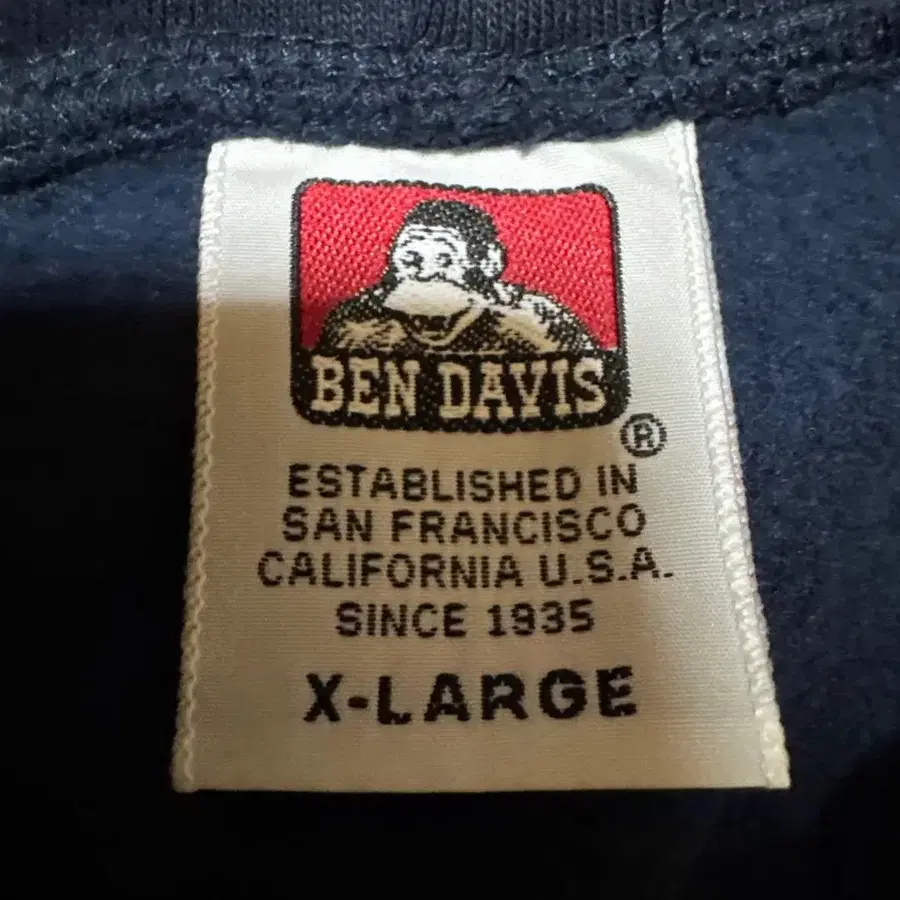 BEN DAVIS
®
ESTABLISHED IN
SAN FRANCISCO
CALIFORNIA U.S.A.
SINCE 1935
X-LARGE